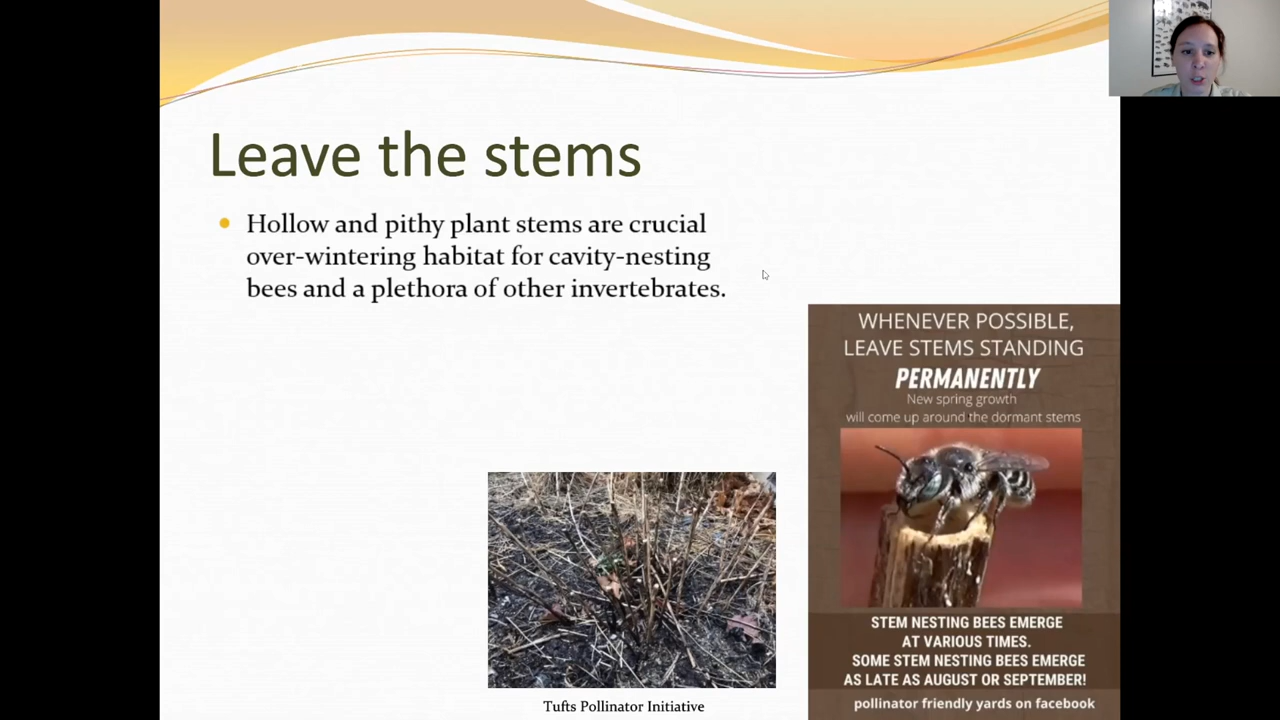 Leave the stems
Hollow and pithy plant stems are crucial
over-wintering habitat for cavity-nesting
bees and a plethora of other invertebrates.
WHENEVER POSSIBLE,
LEAVE STEMS STANDING
PERMANENTLY
New spring growth
will come up around the dormant stems
STEM NESTING BEES EMERGE
AT VARIOUS TIMES.
SOME STEM NESTING BEES EMERGE
AS LATE AS AUGUST OR SEPTEMBER!
pollinator friendly yards on facebook
Tufts Pollinator Initiative